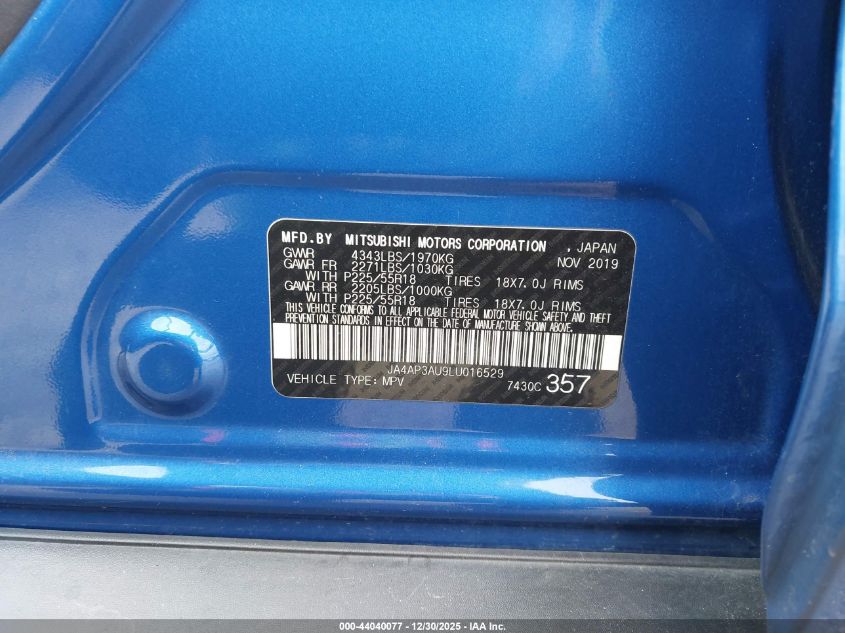 MFD.BY MITSUBISHI MOTORS CORPORATION , JAPAN
GVWR 4343LBS/1970KG NOV 2019
GAWR FR 2271LBS/1030KG
WITH P225/55R18 TIRES 18X7.0J RIMS
GAWR RR 2205LBS/1000KG
WITH P225/55R18 TIRES 18X7.0J RIMS
THIS VEHICLE CONFORMS TO ALL APPLICABLE FEDERAL MOTOR VEHICLE SAFETY AND THEFT
PREVENTION STANDARDS IN EFFECT ON THE DATE OF MANUFACTURE SHOWN ABOVE.
JA4AP3AU9LU016529
VEHICLE TYPE: MPV 7430C 357
000-44040077 - 12/30/2025 - IAA Inc.